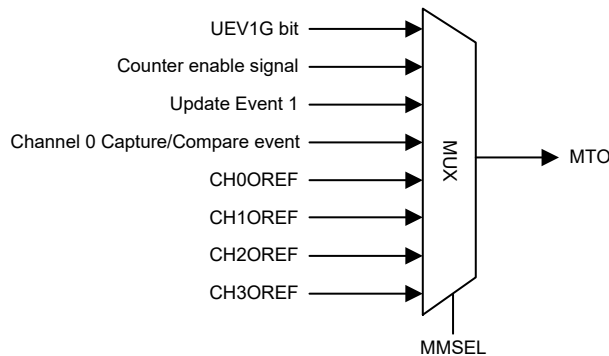 UEV1G bit
Counter enable signal
Update Event 1
Channel 0 Capture/Compare event
CH0OREF
CH1OREF
CH2OREF
CH3OREF
MUX
MTO
MMSEL